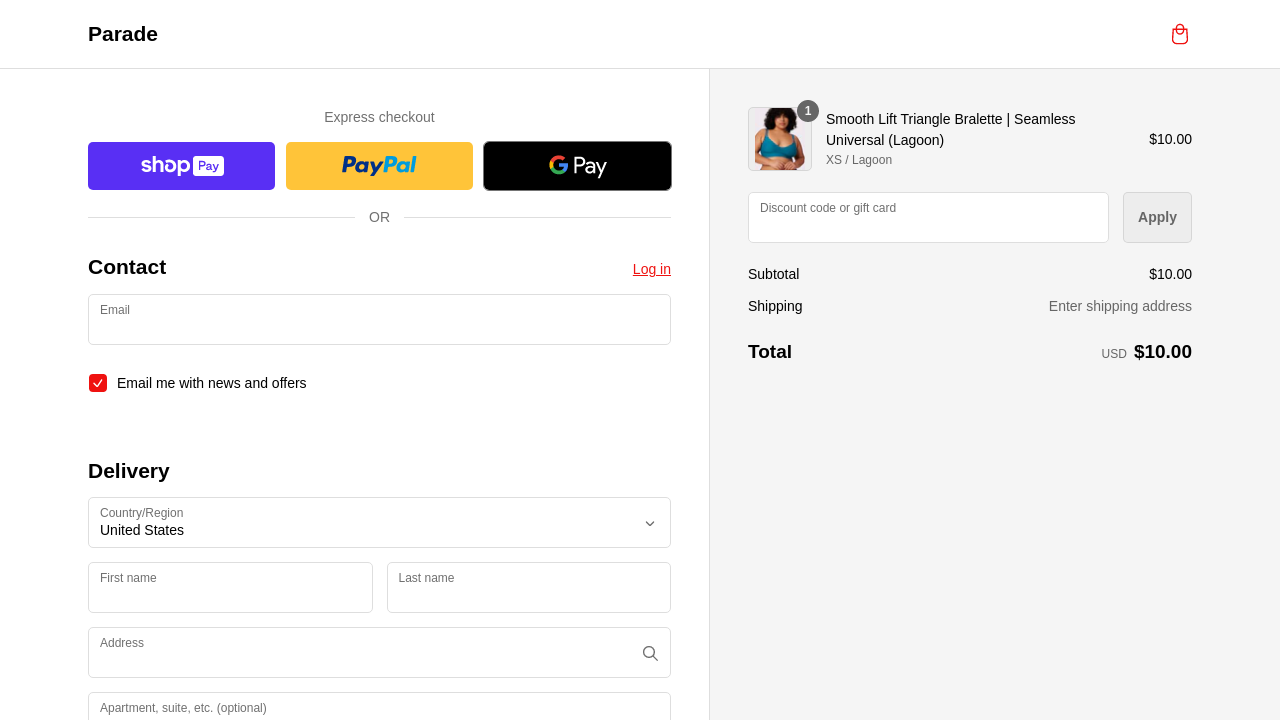 Parade
Express checkout
shop Pay
PayPal
G Pay
OR
Contact
Log in
Email
Email me with news and offers
Delivery
Country/Region
United States
First name
Last name
Address
Apartment, suite, etc. (optional)
1
Smooth Lift Triangle Bralette | Seamless
Universal (Lagoon)
XS / Lagoon
$10.00
Discount code or gift card
Apply
Subtotal
$10.00
Shipping
Enter shipping address
Total
USD $10.00